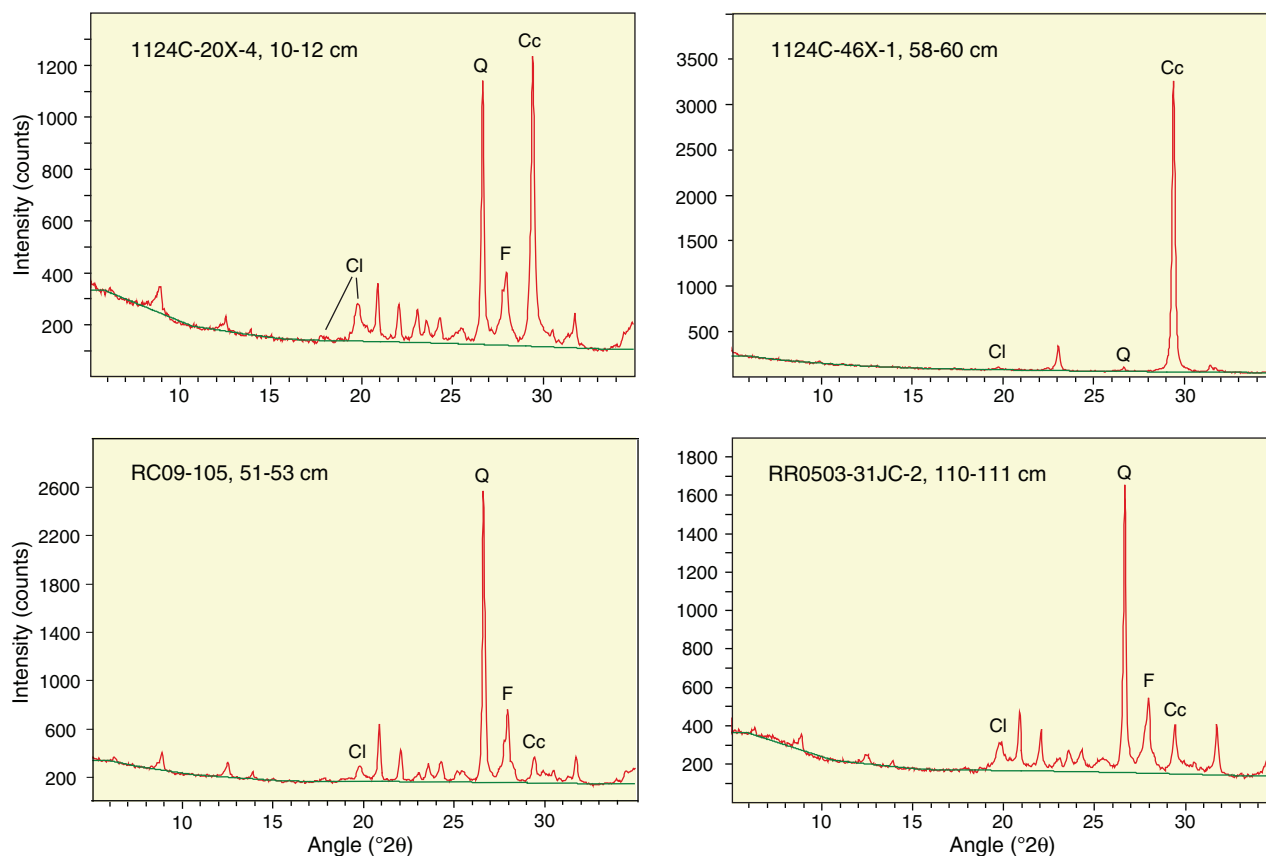 1124C-20X-4, 10-12 cm
Cc
Q
F
Cl
1200
1000
800
600
400
200
10
15
20
25
30
Intensity (counts)
1124C-46X-1, 58-60 cm
Cc
Cl
Q
3500
3000
2500
2000
1500
1000
500
10
15
20
25
30
RC09-105, 51-53 cm
Q
F
Cc
Cl
2600
2200
1800
1400
1000
600
200
10
15
20
25
30
Intensity (counts)
Angle (°2θ)
RR0503-31JC-2, 110-111 cm
Q
F
Cc
Cl
1800
1600
1400
1200
1000
800
600
400
200
10
15
20
25
30
Angle (°2θ)